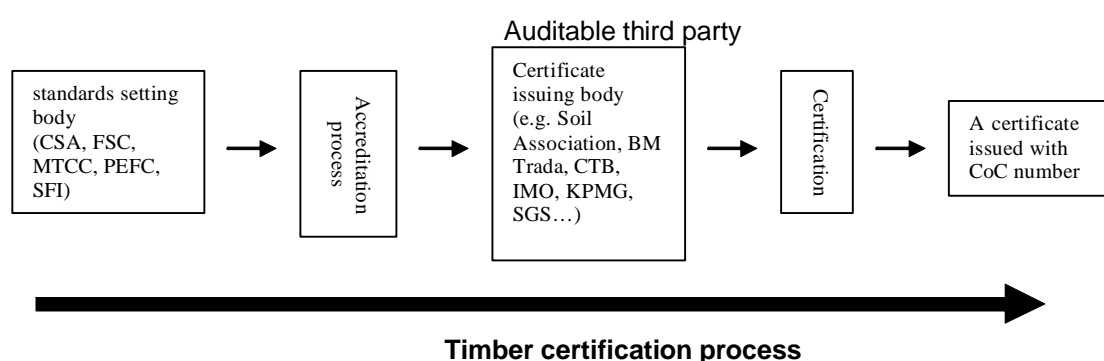 Auditable third party
standards setting
body
(CSA, FSC,
MTCC, PEFC,
SFI)
Accreditation
process
Certificate
issuing body
(e.g. Soil
Association, BM
Trada, CTB,
IMO, KPMG,
SGS…)
Certification
A certificate
issued with
CoC number
Timber certification process